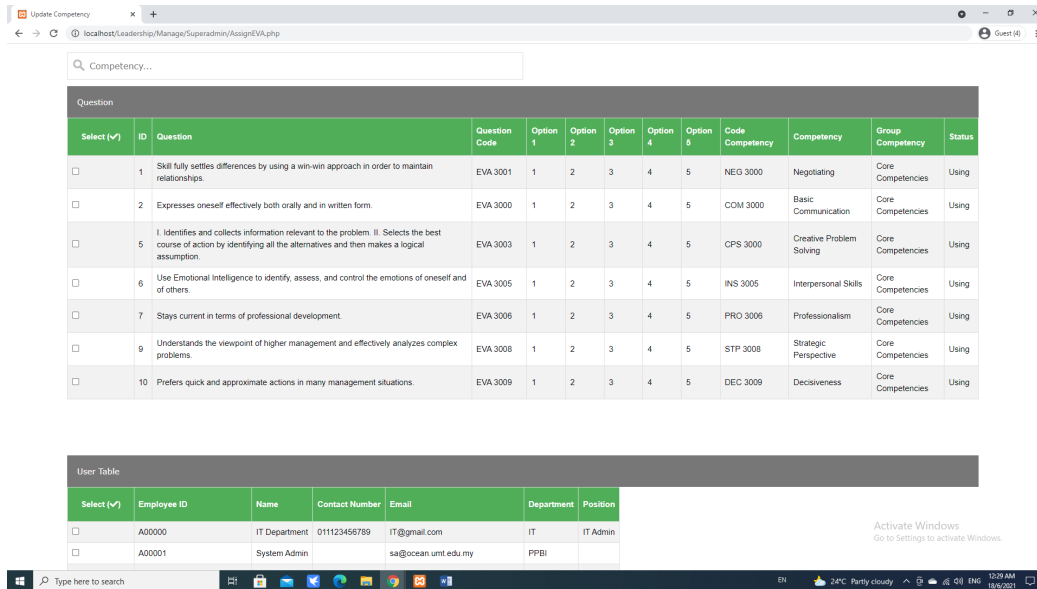 Update Competency
localhost/Leadership/Manage/Superadmin/AssignEVA.php
Guest (4)
Competency...
Question
Select (✔) ID Question Question Code Option 1 Option 2 Option 3 Option 4 Option 5 Code Competency Competency Group Competency Status
1 Skill fully settles differences by using a win-win approach in order to maintain relationships. EVA 3001 1 2 3 4 5 NEG 3000 Negotiating Core Competencies Using
2 Expresses oneself effectively both orally and in written form. EVA 3000 1 2 3 4 5 COM 3000 Basic Communication Core Competencies Using
5 I. Identifies and collects information relevant to the problem. II. Selects the best course of action by identifying all the alternatives and then makes a logical assumption. EVA 3003 1 2 3 4 5 CPS 3000 Creative Problem Solving Core Competencies Using
6 Use Emotional Intelligence to identify, assess, and control the emotions of oneself and of others. EVA 3005 1 2 3 4 5 INS 3005 Interpersonal Skills Core Competencies Using
7 Stays current in terms of professional development. EVA 3006 1 2 3 4 5 PRO 3006 Professionalism Core Competencies Using
9 Understands the viewpoint of higher management and effectively analyzes complex problems. EVA 3008 1 2 3 4 5 STP 3008 Strategic Perspective Core Competencies Using
10 Prefers quick and approximate actions in many management situations. EVA 3009 1 2 3 4 5 DEC 3009 Decisiveness Core Competencies Using
User Table
Select (✔) Employee ID Name Contact Number Email Department Position
A00000 IT Department 011123456789 IT@gmail.com IT IT Admin
A00001 System Admin sa@ocean.umt.edu.my PPBI
Activate Windows
Go to Settings to activate Windows.
Type here to search
EN 24°C Partly cloudy ENG 12:29 AM
18/6/2021